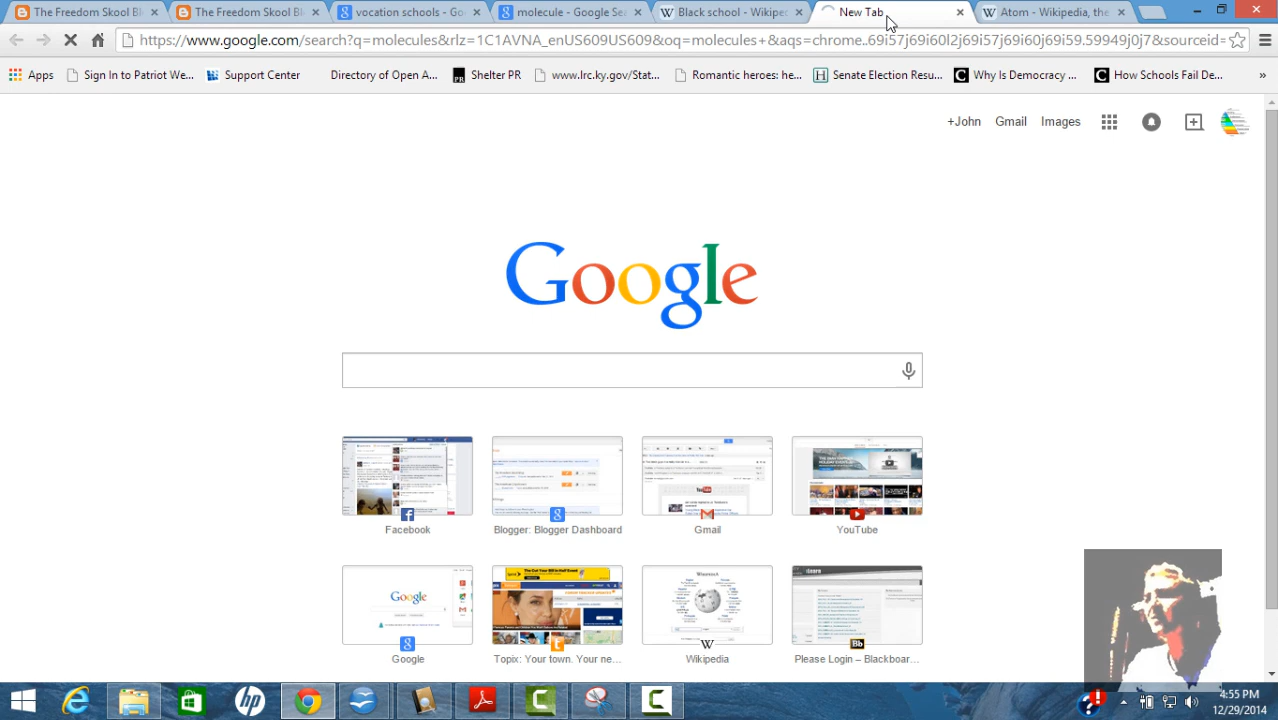 The Freedom Skool Bl
The Freedom Skool Bl
vocation schools - Goog
molecule - Google Se
Black school - Wikipe
New Tab
Atom - Wikipedia, the
https://www.google.com/search?q=molecules+&rlz=1C1AVNA_enUS609US609&oq=molecules+&aqs=chrome..69i57j69i60l2j69i57j69i60j69i59.59949j0j7&sourceid=
Apps
Sign In to Patriot We...
Support Center
Directory of Open A...
Shelter PR
www.lrc.ky.gov/Stat...
Romantic heroes: he...
Senate Election Resu...
Why Is Democracy ...
How Schools Fail De...
»
+John
Gmail
Images
Google
Facebook
Blogger: Blogger Dashboard
Gmail
YouTube
Google
Topix: Your town. Your ne...
Wikipedia
Please Login – Blackboar...
4:55 PM
12/29/2014